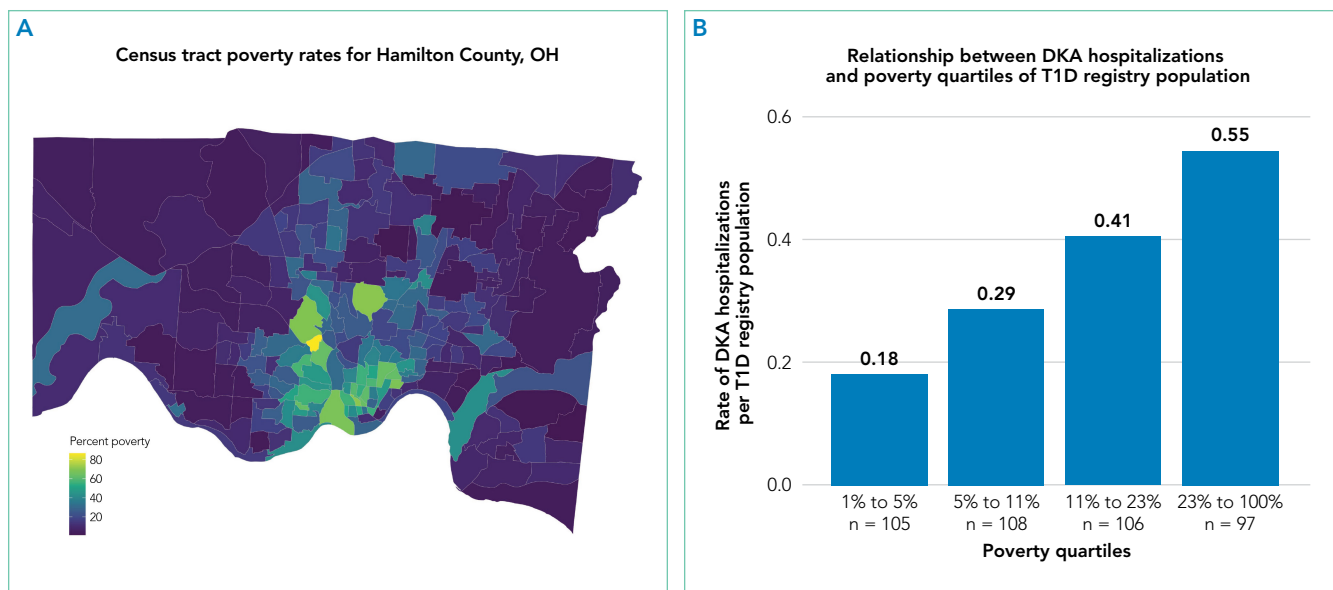 A
Census tract poverty rates for Hamilton County, OH
Percent poverty
80
60
40
20
B
Relationship between DKA hospitalizations
and poverty quartiles of T1D registry population
Rate of DKA hospitalizations
per T1D registry population
0.6
0.4
0.2
0.0
0.18
0.29
0.41
0.55
1% to 5%
n = 105
5% to 11%
n = 108
11% to 23%
n = 106
23% to 100%
n = 97
Poverty quartiles